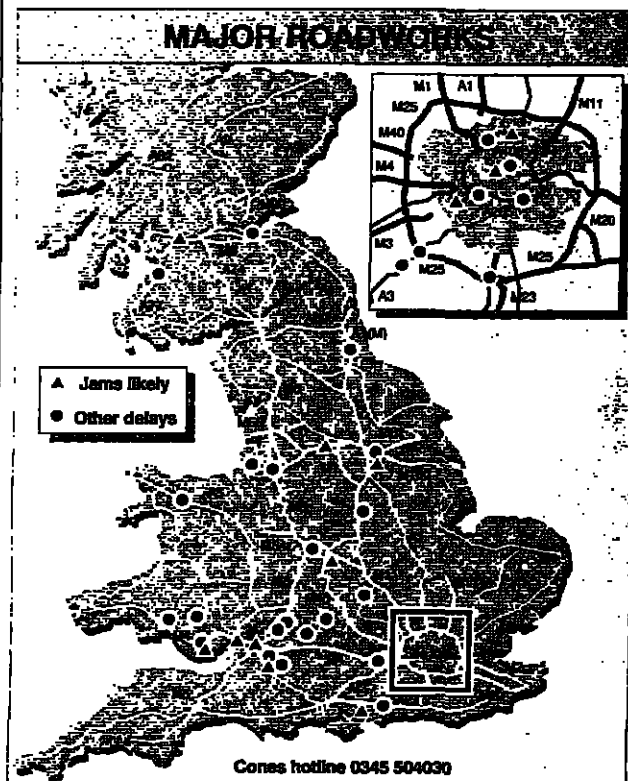 MAJOR ROADWORKS
M1 A1
M25 M11
M40
M4
M20
M3
M25
M25
A3 M23
(M)
Jams likely
Other delays
Cones hotline 0345 504030